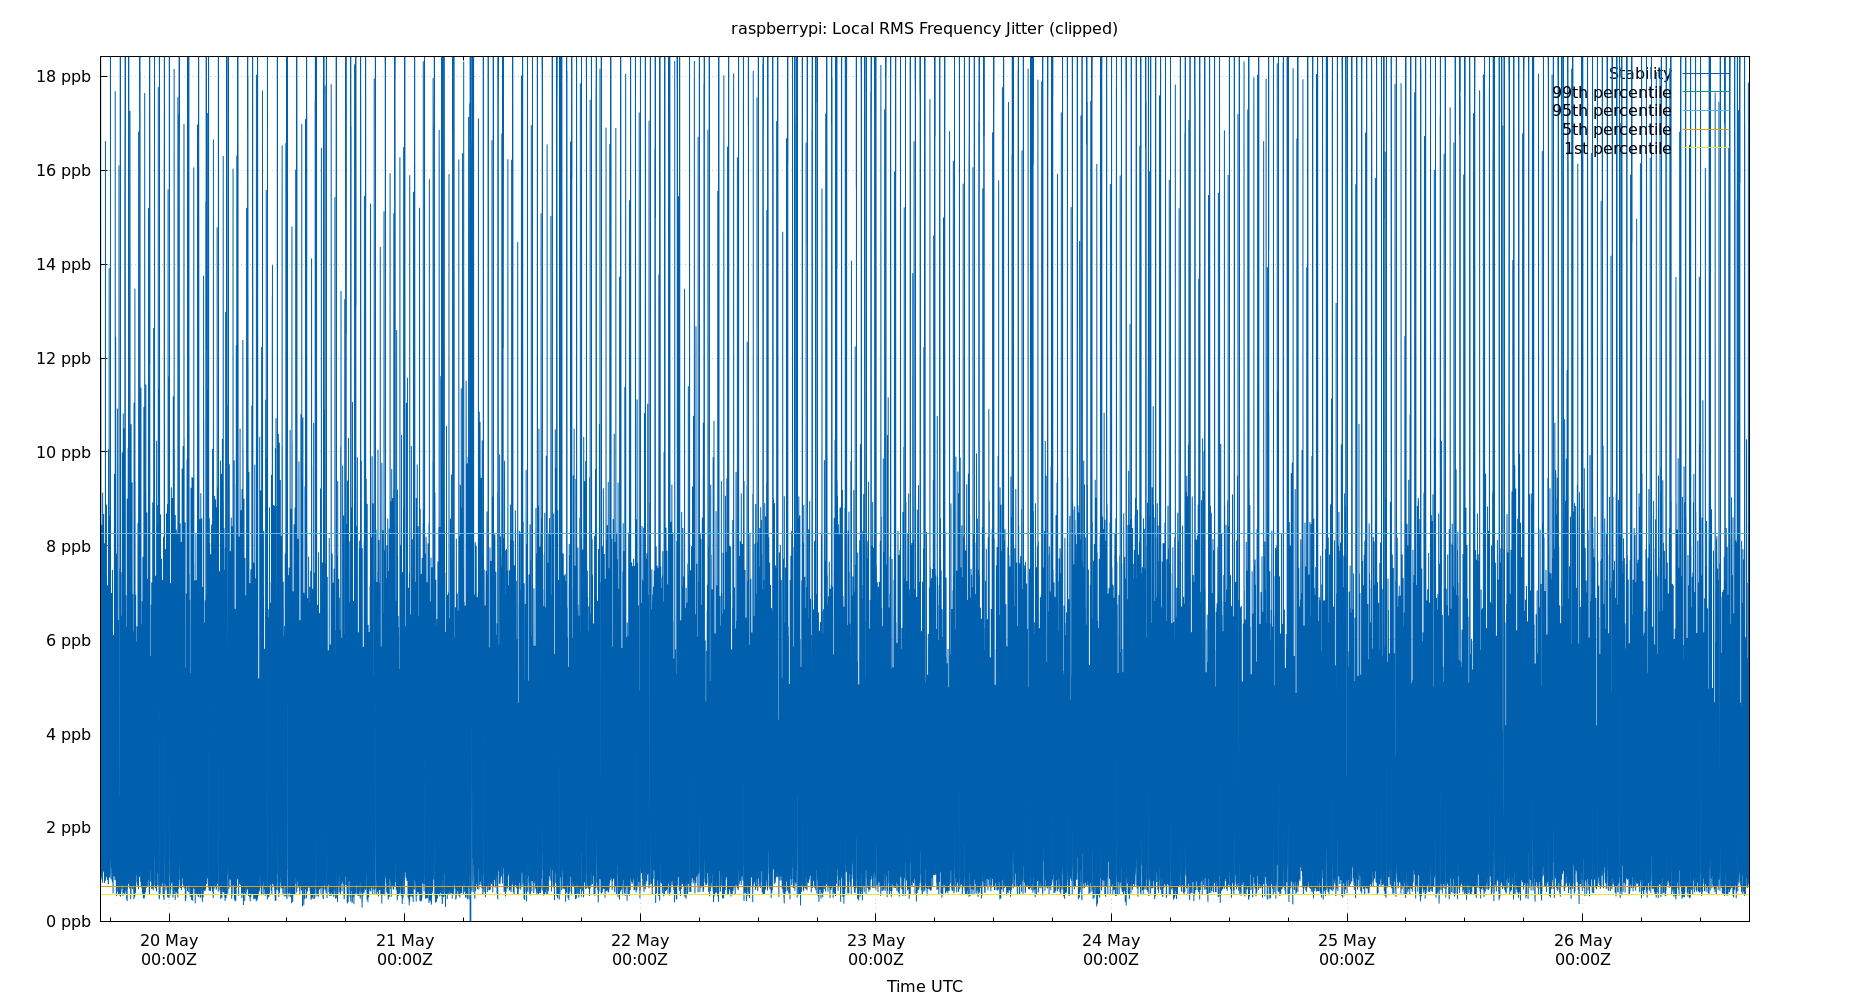 raspberrypi: Local RMS Frequency Jitter (clipped)
18 ppb
16 ppb
14 ppb
12 ppb
10 ppb
8 ppb
6 ppb
4 ppb
2 ppb
0 ppb
Stability
99th percentile
95th percentile
5th percentile
1st percentile
20 May 21 May 22 May 23 May 24 May 25 May 26 May
00:00Z 00:00Z 00:00Z 00:00Z 00:00Z 00:00Z 00:00Z
Time UTC